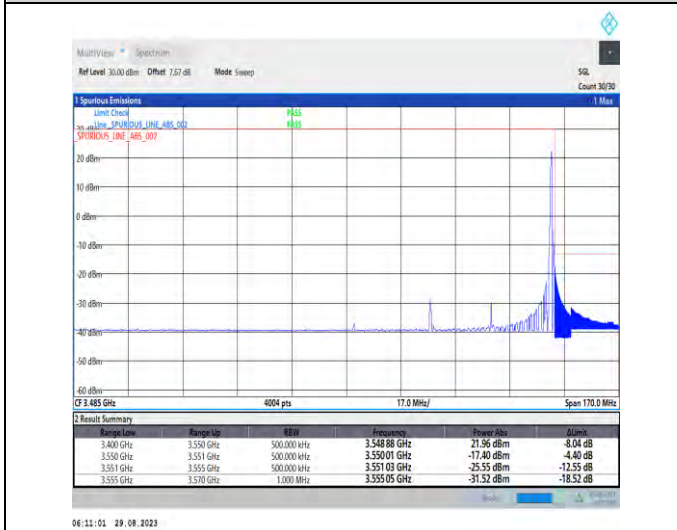 MultiView Spectrum
Ref Level 30.00 dBm Offset 7.67 dB Mode Sweep SGL
Count 30/30
1 Spurious Emissions 1 Max
Limit Check PASS
Line _SPURIOUS_LINE_ABS_002 PASS
_SPURIOUS_LINE_ABS_002
20 dBm
10 dBm
0 dBm
-10 dBm
-20 dBm
-30 dBm
-40 dBm
-50 dBm
-60 dBm
CF 3.485 GHz 4004 pts 17.0 MHz/ Span 170.0 MHz
2 Result Summary
Range Low Range Up RBW Frequency Power Abs ΔLimit
3.400 GHz 3.550 GHz 500.000 kHz 3.548 88 GHz 21.96 dBm -8.04 dB
3.550 GHz 3.551 GHz 500.000 kHz 3.550 01 GHz -17.40 dBm -4.40 dB
3.551 GHz 3.555 GHz 500.000 kHz 3.551 03 GHz -25.55 dBm -12.55 dB
3.555 GHz 3.570 GHz 1.000 MHz 3.555 05 GHz -31.52 dBm -18.52 dB
06:11:01 29.08.2023